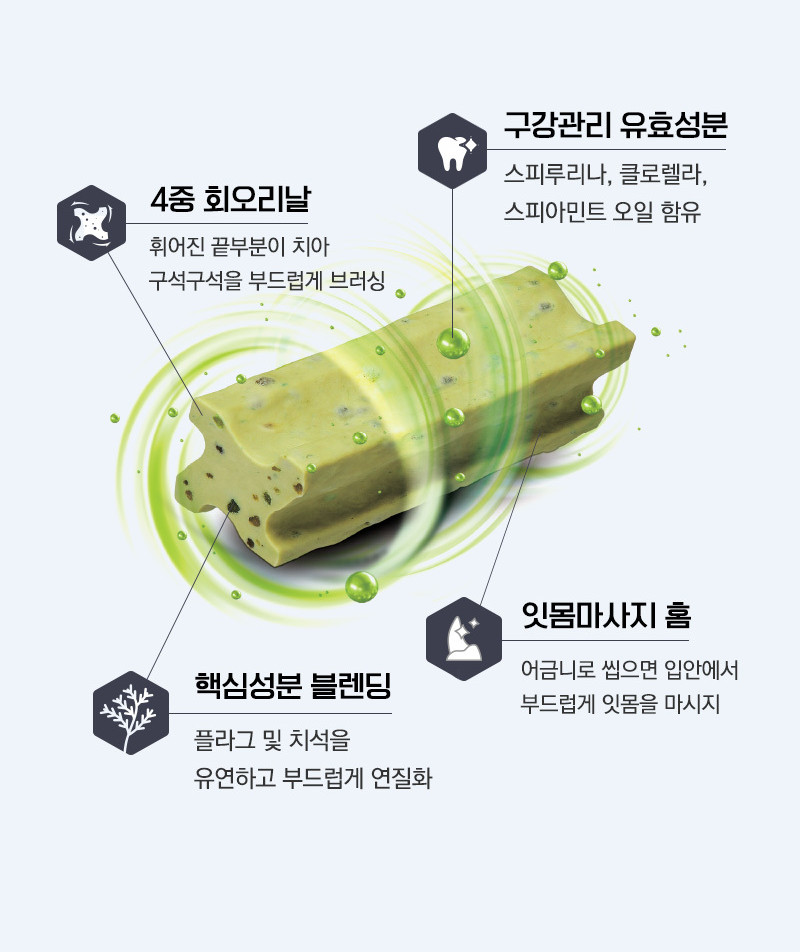 구강관리 유효성분
스피루리나, 클로렐라,
스피아민트 오일 함유
4중 회오리날
휘어진 끝부분이 치아
구석구석을 부드럽게 브러싱
잇몸마사지 홈
어금니로 씹으면 입안에서
부드럽게 잇몸을 마시지
핵심성분 블렌딩
플라그 및 치석을
유연하고 부드럽게 연질화